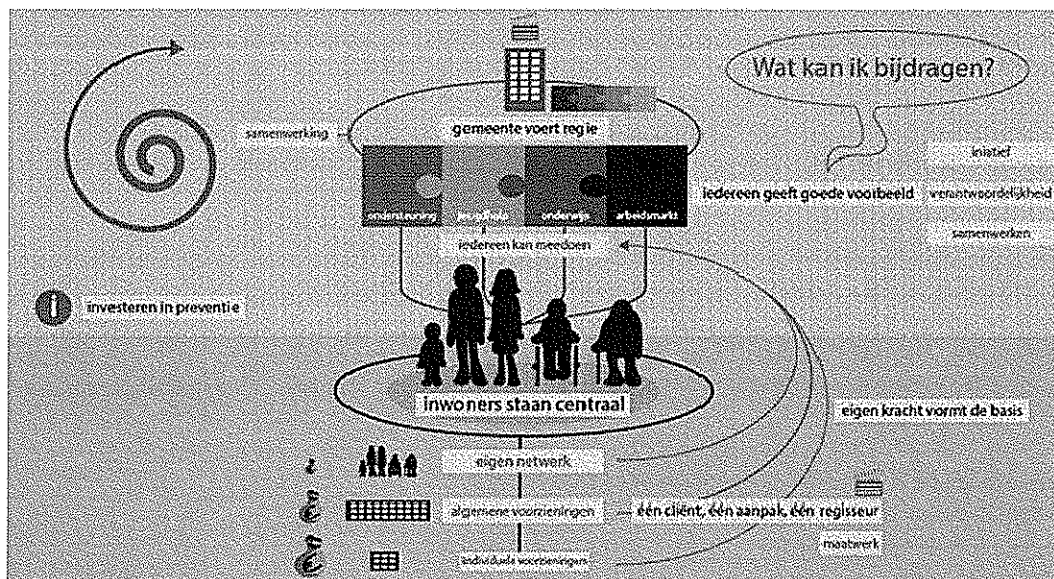 Wat kan ik bijdragen?
samenwerking
gemeente voert regie
initatief
iedereen geeft goede voorbeeld
verantwoordelijkheid
ondersteuning
jeugdhulp
onderwijs
arbeidsmarkt
samenwerken
iedereen kan meedoen
i
investeren in preventie
inwoners staan centraal
eigen kracht vormt de basis
eigen netwerk
algemene voorzieningen
één cliënt, één aanpak, één regisseur
maatwerk
individuele voorzieningen